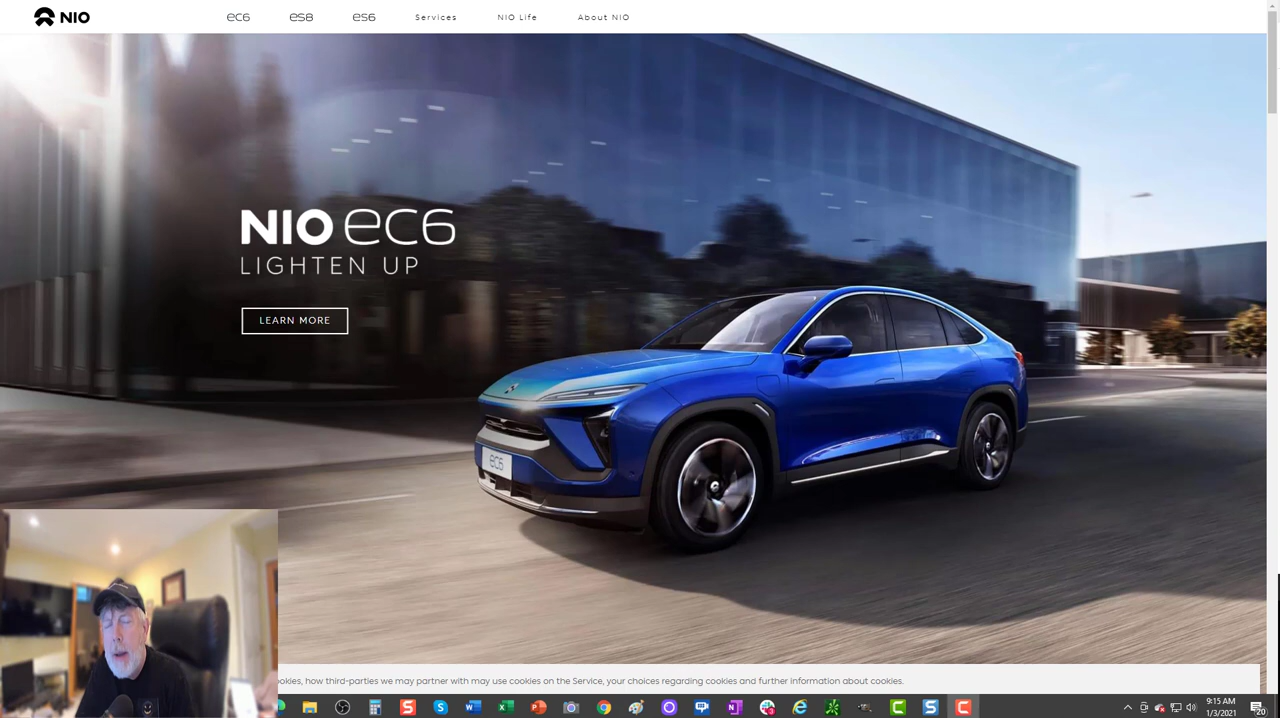 NIO
ec6
es8
es6
Services
NIO Life
About NIO
NIO ec6
LIGHTEN UP
LEARN MORE
ec6
ookies, how third-parties we may partner with may use cookies on the Service, your choices regarding cookies and further information about cookies.
9:15 AM
1/3/2021
20